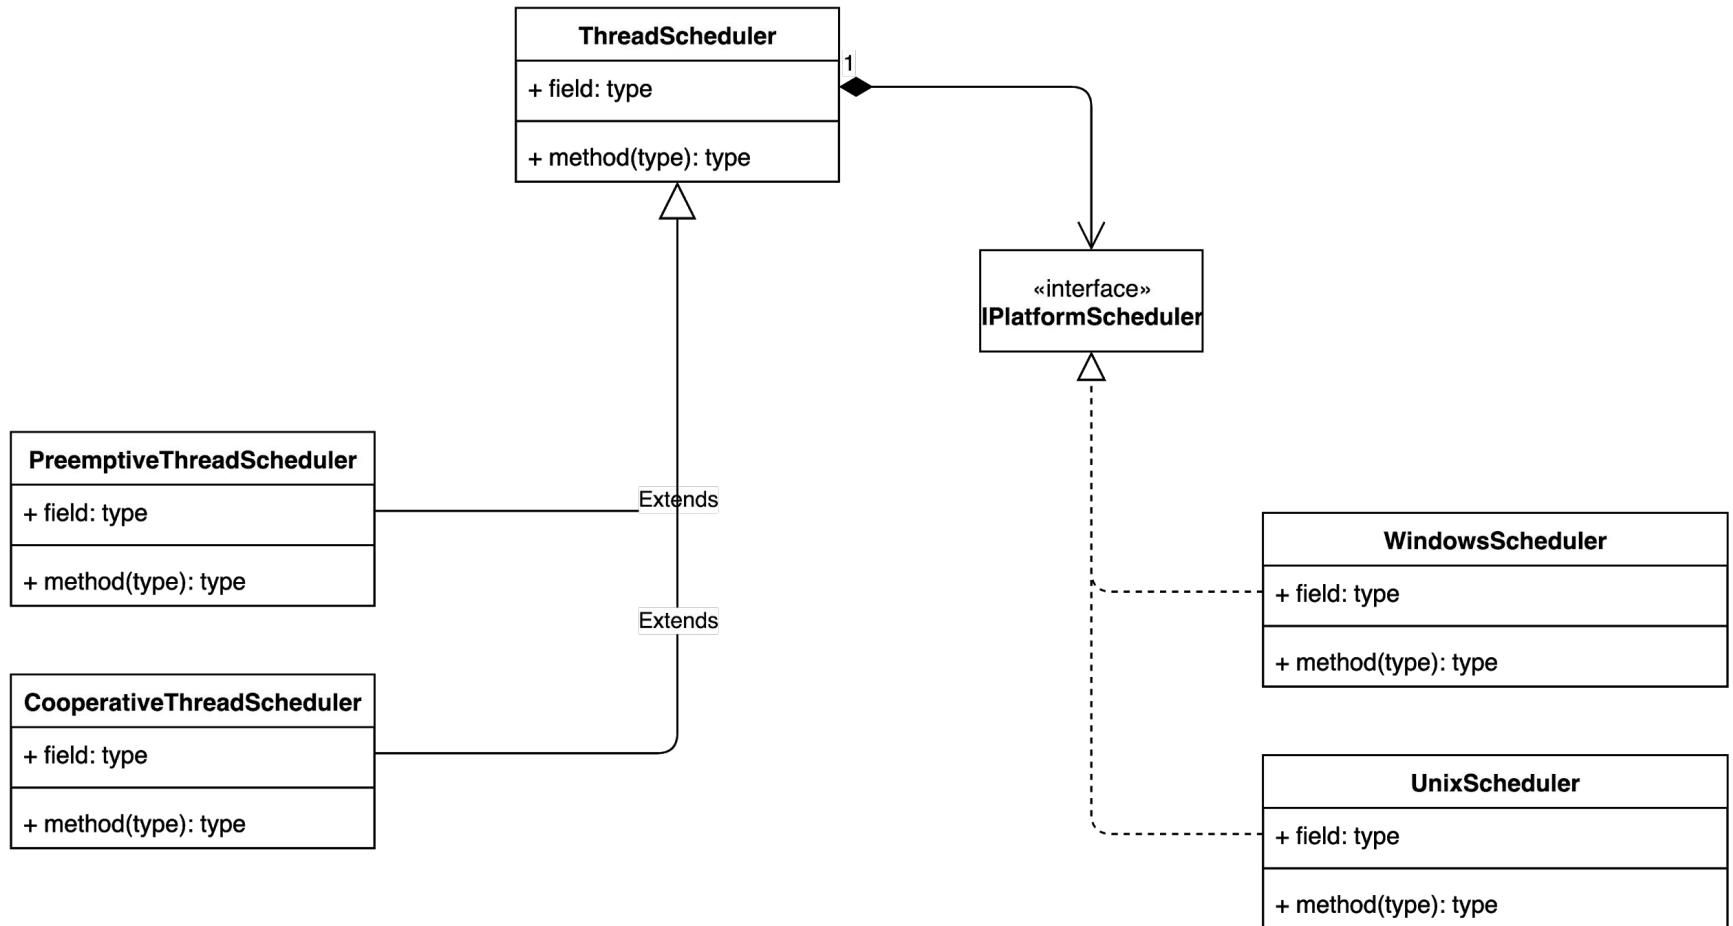 ThreadScheduler
+ field: type
+ method(type): type
1
«interface»
IPlatformScheduler
PreemptiveThreadScheduler
+ field: type
+ method(type): type
Extends
Extends
CooperativeThreadScheduler
+ field: type
+ method(type): type
WindowsScheduler
+ field: type
+ method(type): type
UnixScheduler
+ field: type
+ method(type): type